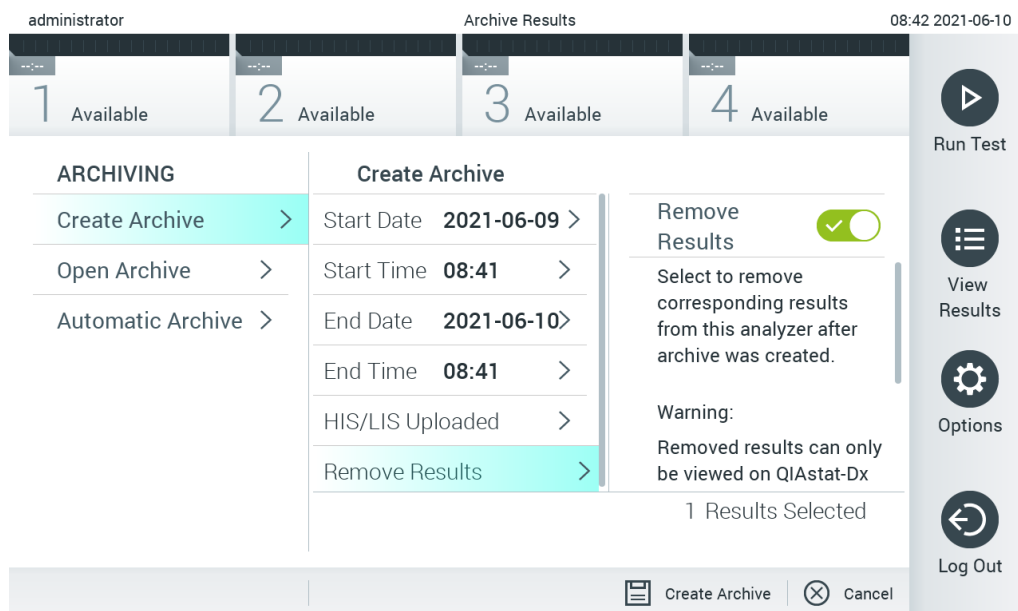 administrator
Archive Results
08:42 2021-06-10
--:--
--:--
--:--
--:--
1 Available
2 Available
3 Available
4 Available
Run Test
View
Results
Options
Log Out
ARCHIVING
Create Archive
Open Archive
Automatic Archive
Create Archive
Start Date 2021-06-09
Start Time 08:41
End Date 2021-06-10
End Time 08:41
HIS/LIS Uploaded
Remove Results
Remove
Results
Select to remove
corresponding results
from this analyzer after
archive was created.
Warning:
Removed results can only
be viewed on QIAstat-Dx
1 Results Selected
Create Archive
Cancel